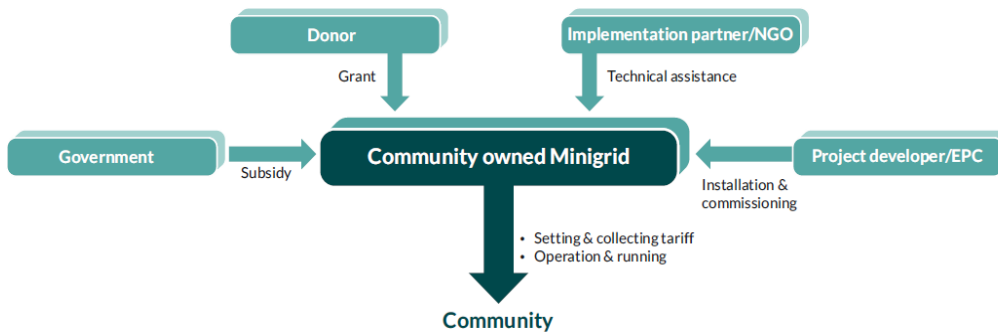 Donor
Implementation partner/NGO
Grant
Technical assistance
Government
Subsidy
Community owned Minigrid
Project developer/EPC
Installation &
commissioning
• Setting & collecting tariff
• Operation & running
Community